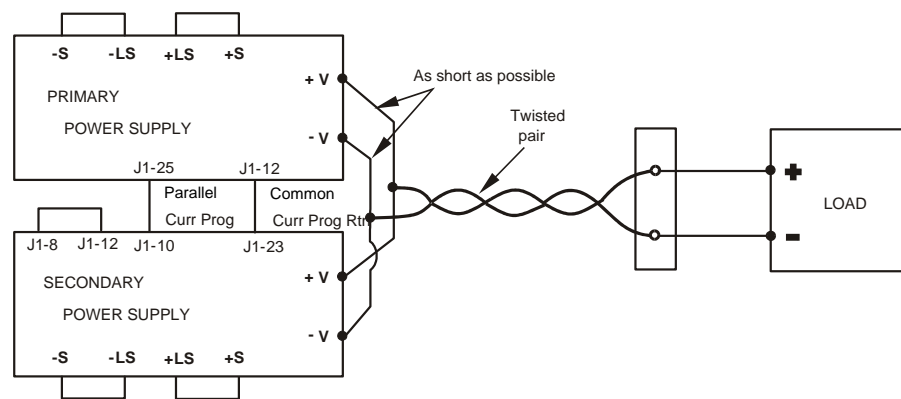 -S -LS +LS +S
+ V
As short as possible
PRIMARY
POWER SUPPLY
Twisted
pair
- V
J1-25 J1-12
Parallel Common
Curr Prog Curr Prog Rtn
LOAD
J1-8 J1-12 J1-10 J1-23
+ V
SECONDARY
POWER SUPPLY
- V
-S -LS +LS +S